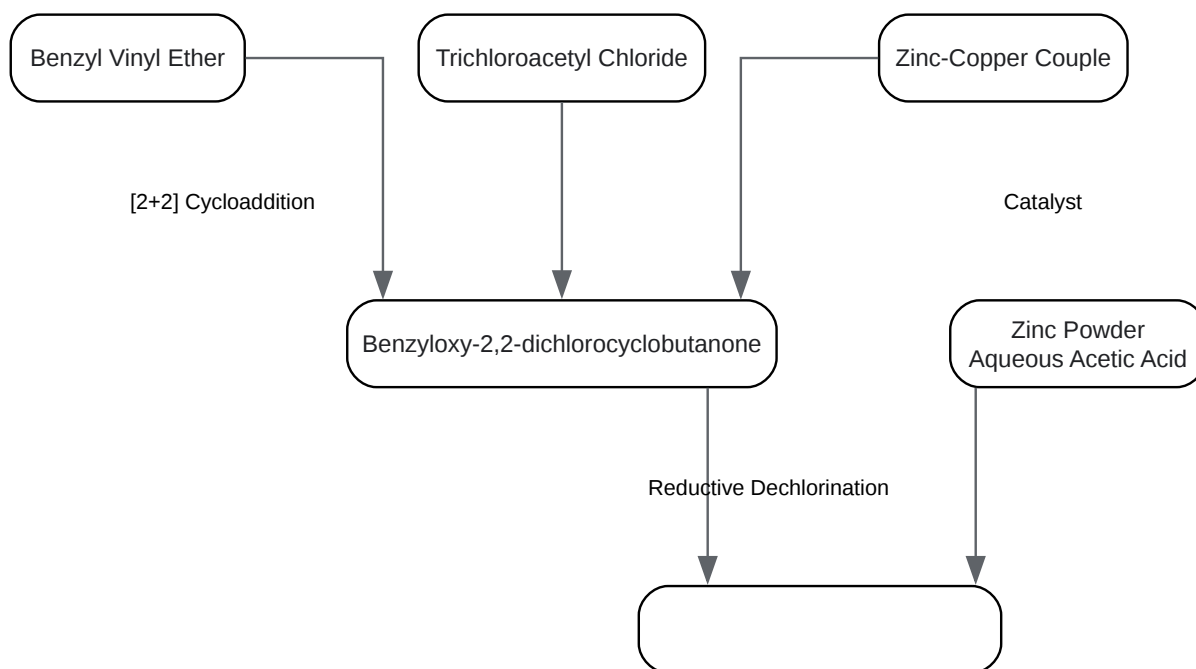 Benzyl Vinyl Ether
Trichloroacetyl Chloride
Zinc-Copper Couple
[2+2] Cycloaddition
Catalyst
Benzyloxy-2,2-dichlorocyclobutanone
Zinc Powder
Aqueous Acetic Acid
Reductive Dechlorination